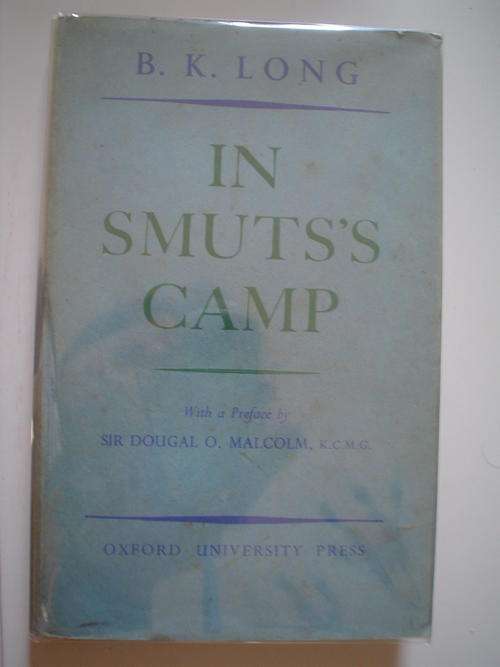 B. K. LONG
IN
SMUTS'S
CAMP
With a Preface by
SIR DOUGAL O. MALCOLM, K.C.M.G.
OXFORD UNIVERSITY PRESS